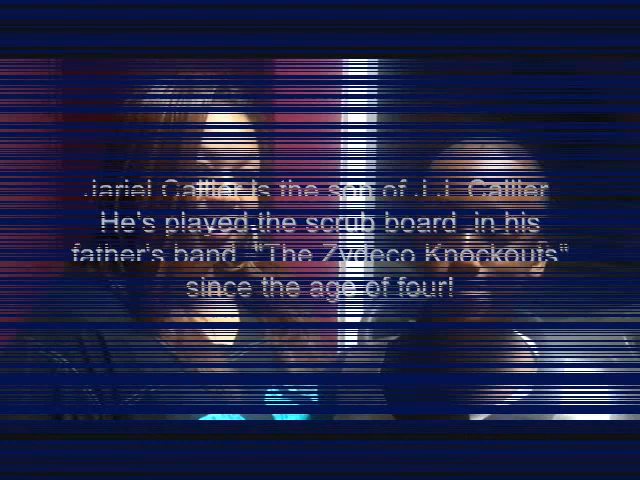 Jariel Caillier is the son of J.J. Caillier
He's played the scrub board in his
father's band "The Zydeco Knockouts"
since the age of four!